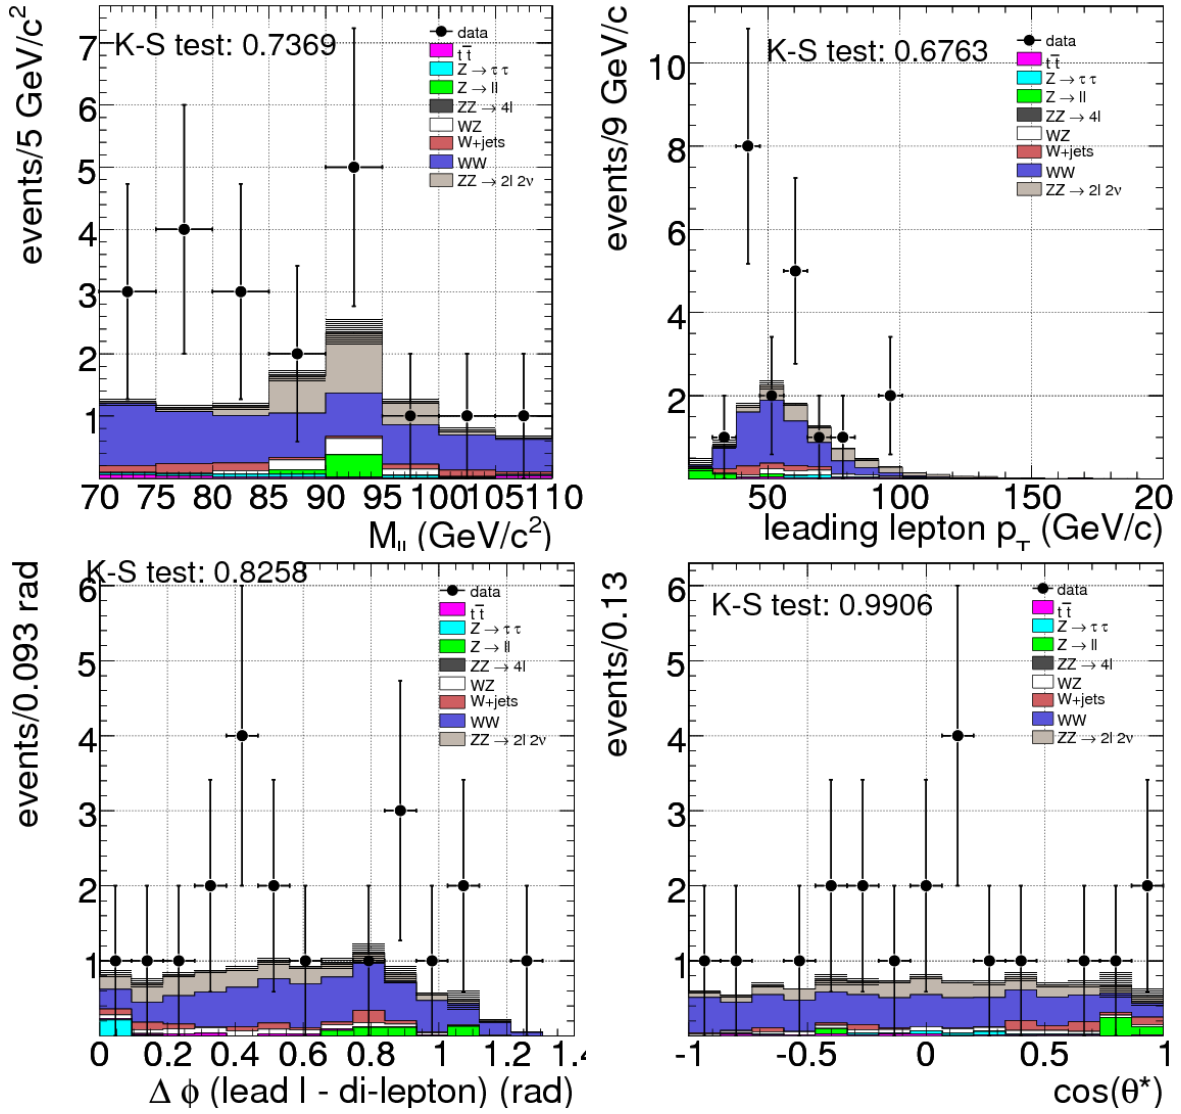 K-S test: 0.7369
events/5 GeV/c²
data
tt̅
Z → τ τ
Z → ll
ZZ → 4l
WZ
W+jets
WW
ZZ → 2l 2ν
7
6
5
4
3
2
1
70 75 80 85 90 95 100 105 110
M_ll (GeV/c²)
K-S test: 0.6763
events/9 GeV/c
data
tt̅
Z → τ τ
Z → ll
ZZ → 4l
WZ
W+jets
WW
ZZ → 2l 2ν
10
8
6
4
2
50 100 150 20
leading lepton p_T (GeV/c)
K-S test: 0.8258
events/0.093 rad
data
tt̅
Z → τ τ
Z → ll
ZZ → 4l
WZ
W+jets
WW
ZZ → 2l 2ν
6
5
4
3
2
1
0 0.2 0.4 0.6 0.8 1 1.2 1.4
Δ ϕ (lead l - di-lepton) (rad)
K-S test: 0.9906
events/0.13
data
tt̅
Z → τ τ
Z → ll
ZZ → 4l
WZ
W+jets
WW
ZZ → 2l 2ν
6
5
4
3
2
1
-1 -0.5 0 0.5 1
cos(θ*)